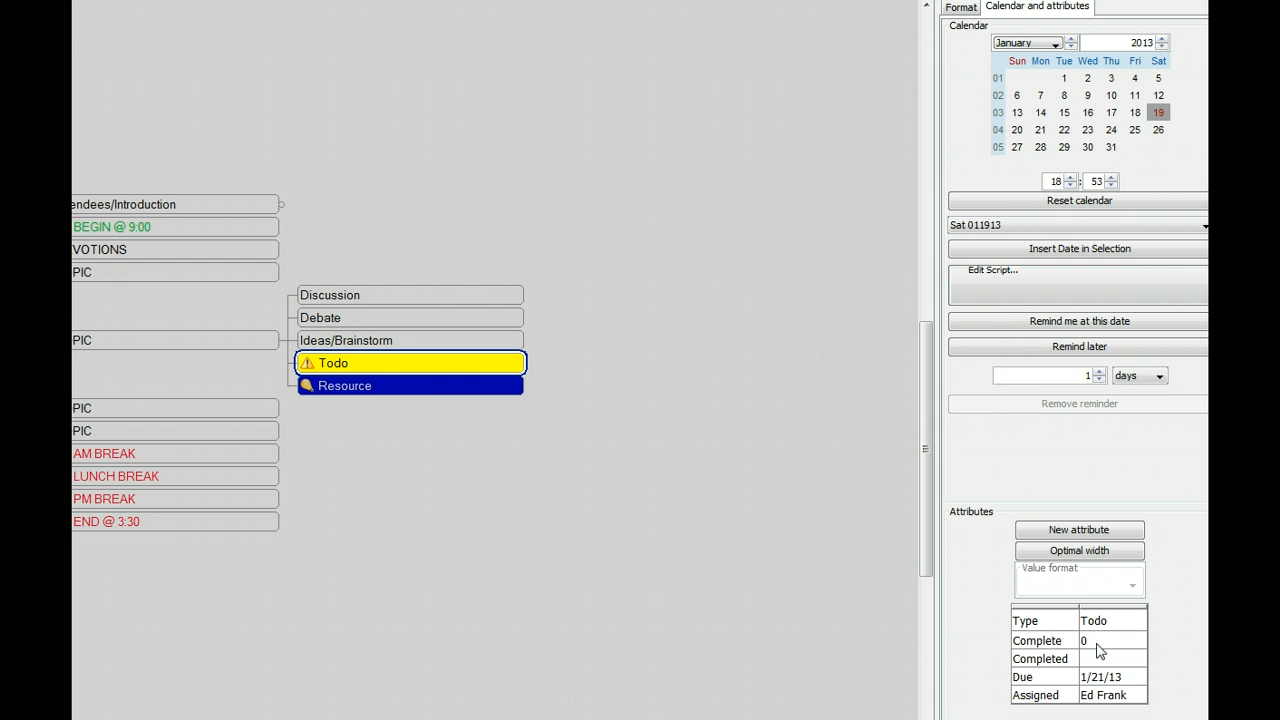 endees/Introduction
BEGIN @ 9:00
VOTIONS
PIC
PIC
Discussion
Debate
Ideas/Brainstorm
Todo
Resource
PIC
PIC
AM BREAK
LUNCH BREAK
PM BREAK
END @ 3:30
Format Calendar and attributes
Calendar
January 2013
Sun Mon Tue Wed Thu Fri Sat
01 1 2 3 4 5
02 6 7 8 9 10 11 12
03 13 14 15 16 17 18 19
04 20 21 22 23 24 25 26
05 27 28 29 30 31
18 : 53
Reset calendar
Sat 011913
Insert Date in Selection
Edit Script...
Remind me at this date
Remind later
1 days
Remove reminder
Attributes
New attribute
Optimal width
Value format
Type Todo
Complete 0
Completed
Due 1/21/13
Assigned Ed Frank